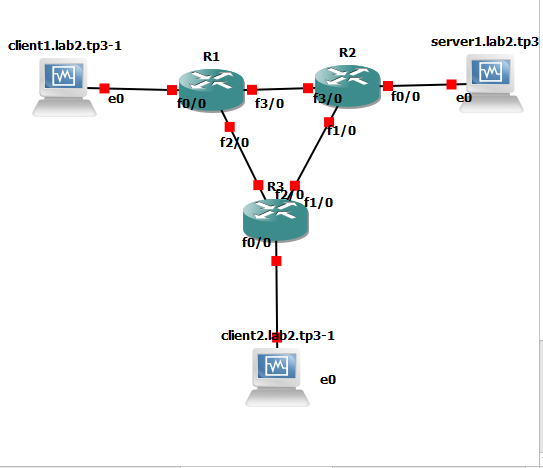 client1.lab2.tp3-1
R1
R2
server1.lab2.tp3
e0
f0/0
f3/0
f3/0
f0/0
e0
f2/0
f1/0
R3
f2/0
f1/0
f0/0
client2.lab2.tp3-1
e0